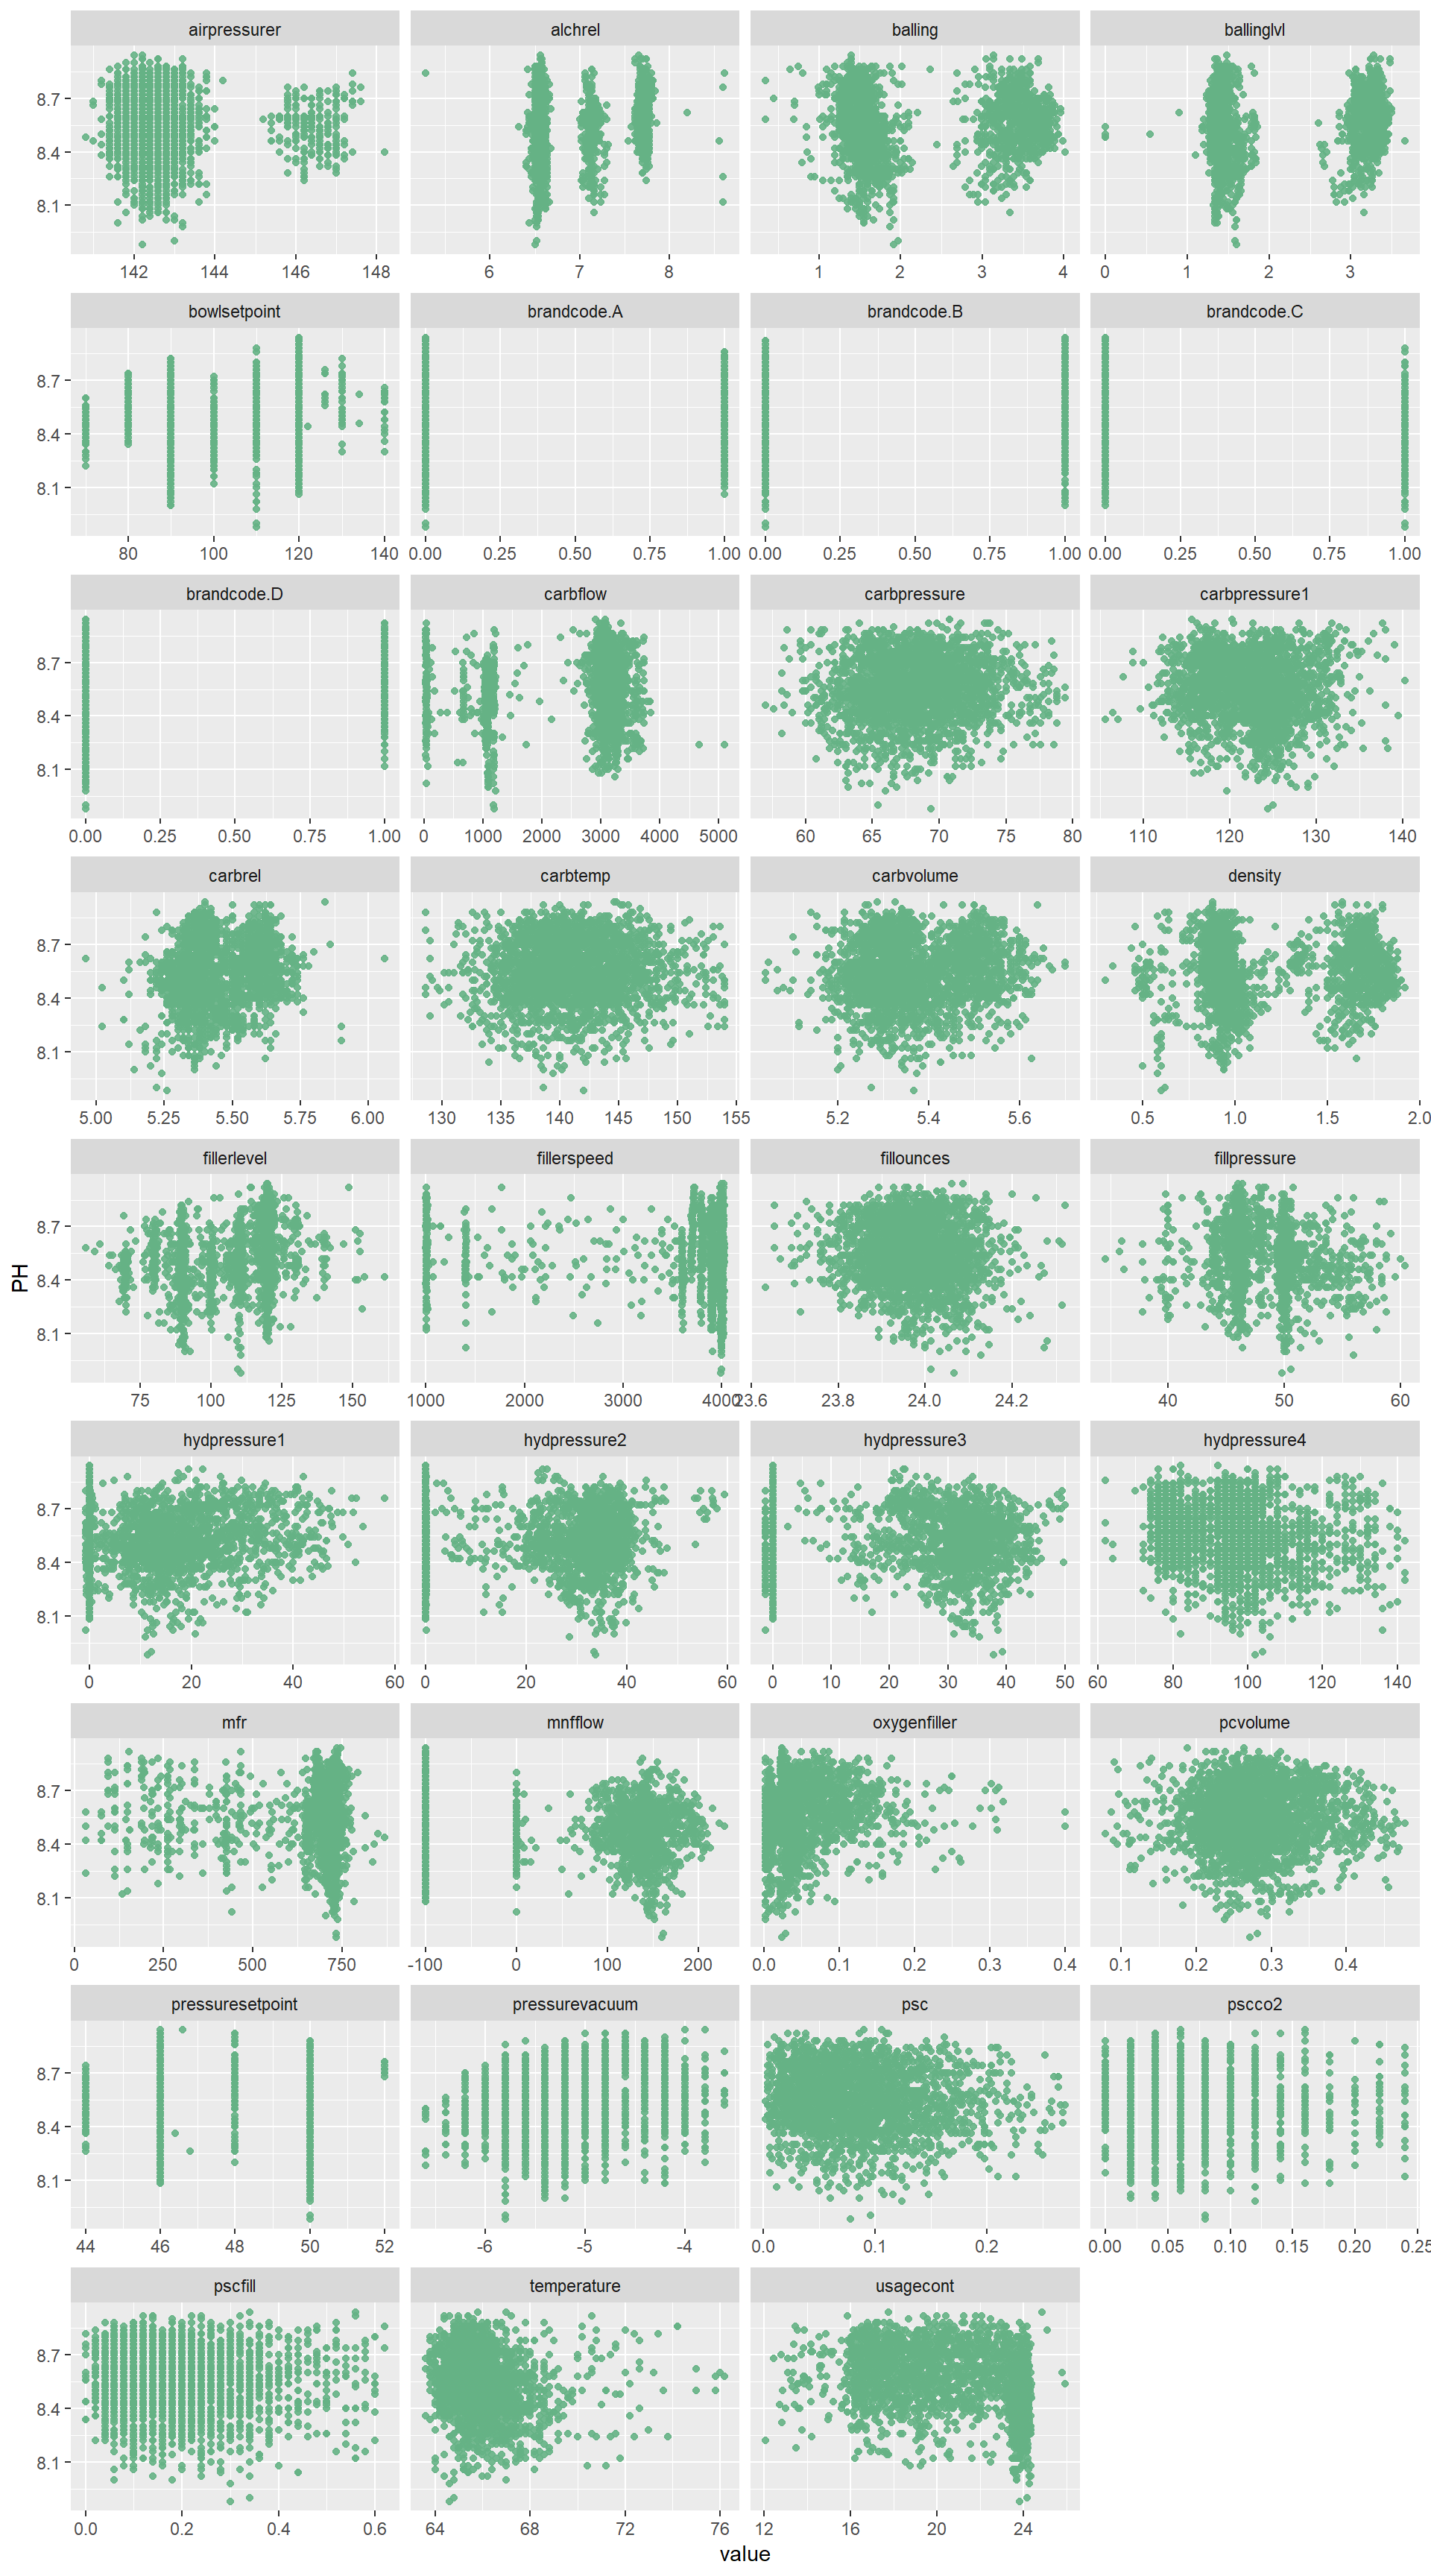 airpressurer alchrel balling ballinglvl
8.7
8.4
8.1
142 144 146 148 6 7 8 1 2 3 4 0 1 2 3
bowlsetpoint brandcode.A brandcode.B brandcode.C
8.7
8.4
8.1
80 100 120 140 0.00 0.25 0.50 0.75 1.00 0.00 0.25 0.50 0.75 1.00 0.00 0.25 0.50 0.75 1.00
brandcode.D carbflow carbpressure carbpressure1
8.7
8.4
8.1
0.00 0.25 0.50 0.75 1.00 0 1000 2000 3000 4000 5000 60 65 70 75 80 110 120 130 140
carbrel carbtemp carbvolume density
8.7
8.4
8.1
5.00 5.25 5.50 5.75 6.00 130 135 140 145 150 155 5.2 5.4 5.6 0.5 1.0 1.5 2.0
fillerlevel fillerspeed fillounces fillpressure
8.7
8.4
8.1
PH
75 100 125 150 1000 2000 3000 4000 23.6 23.8 24.0 24.2 40 50 60
hydpressure1 hydpressure2 hydpressure3 hydpressure4
8.7
8.4
8.1
0 20 40 60 0 20 40 60 0 10 20 30 40 50 60 80 100 120 140
mfr mnfflow oxygenfiller pcvolume
8.7
8.4
8.1
0 250 500 750 -100 0 100 200 0.0 0.1 0.2 0.3 0.4 0.1 0.2 0.3 0.4
pressuresetpoint pressurevacuum psc pscco2
8.7
8.4
8.1
44 46 48 50 52 -6 -5 -4 0.0 0.1 0.2 0.00 0.05 0.10 0.15 0.20 0.25
pscfill temperature usagecont
8.7
8.4
8.1
0.0 0.2 0.4 0.6 64 68 72 76 12 16 20 24
value